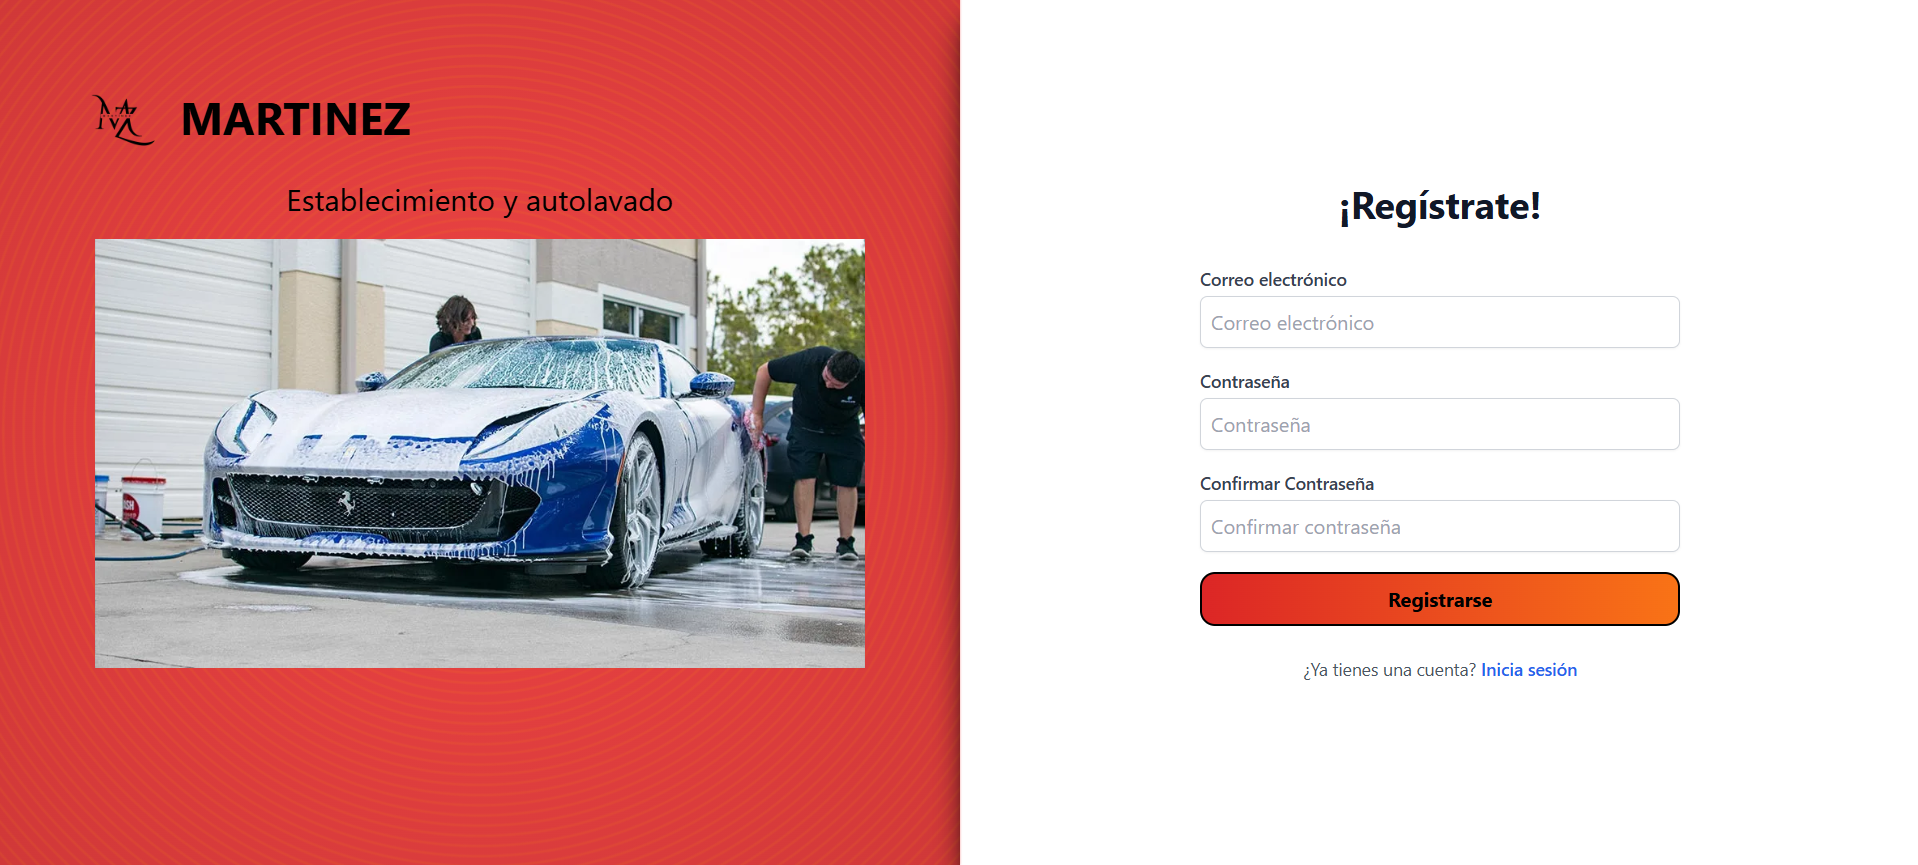 MARTINEZ
Establecimiento y autolavado
¡Regístrate!
Correo electrónico
Correo electrónico
Contraseña
Contraseña
Confirmar Contraseña
Confirmar contraseña
Registrarse
¿Ya tienes una cuenta? Inicia sesión